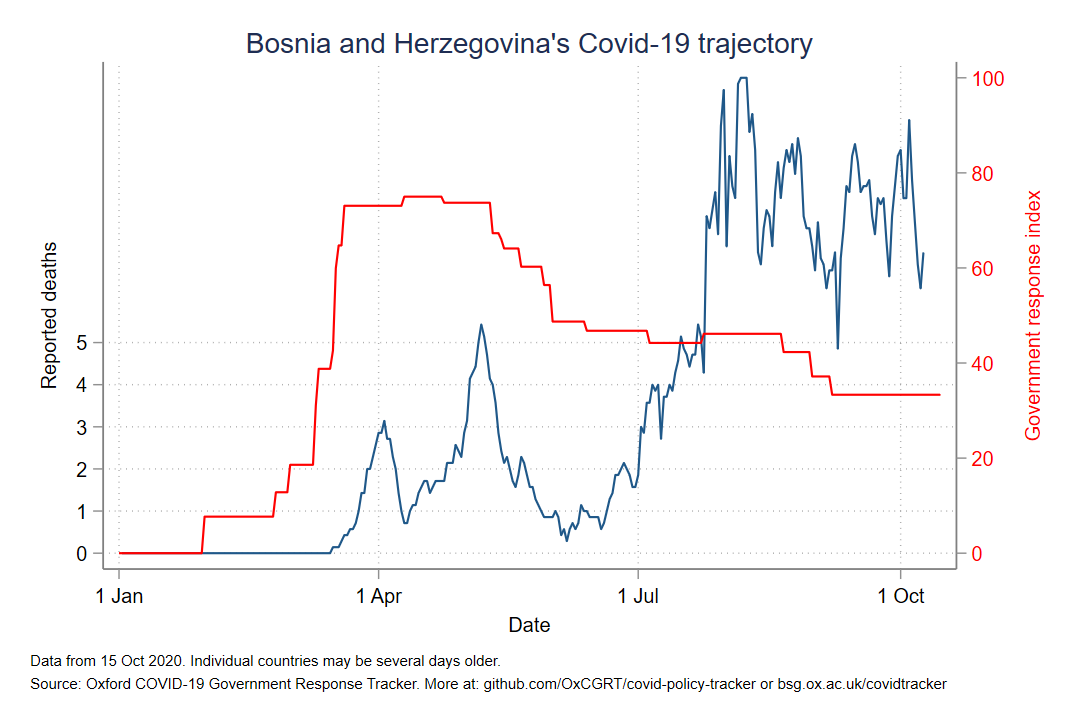 Bosnia and Herzegovina's Covid-19 trajectory
Reported deaths
5
4
3
2
1
0
100
80
60
40
20
0
Government response index
1 Jan
1 Apr
1 Jul
1 Oct
Date
Data from 15 Oct 2020. Individual countries may be several days older.
Source: Oxford COVID-19 Government Response Tracker. More at: github.com/OxCGRT/covid-policy-tracker or bsg.ox.ac.uk/covidtracker